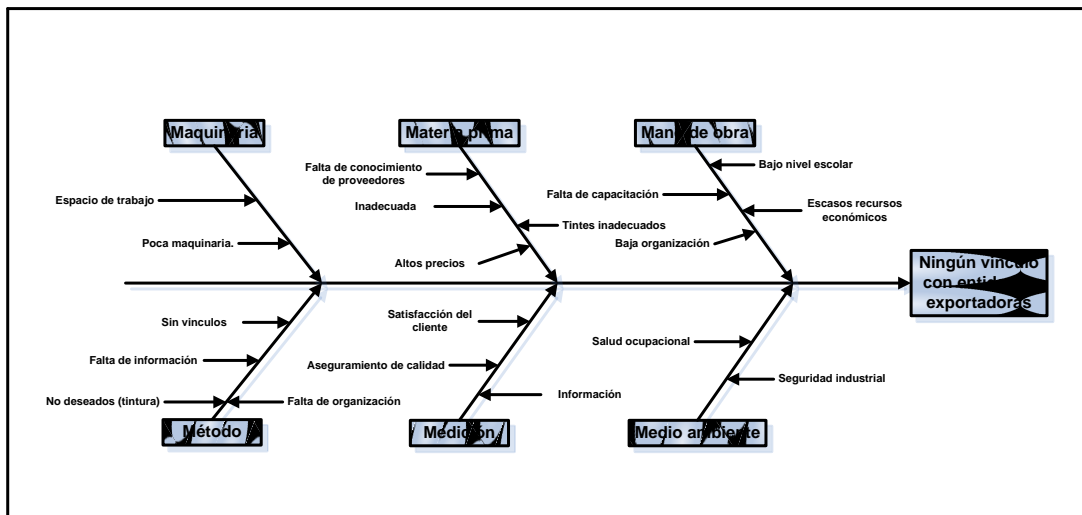 Maquinaria
Materia prima
Mano de obra
Bajo nivel escolar
Falta de conocimiento
de proveedores
Falta de capacitación
Espacio de trabajo
Inadecuada
Escasos recursos
económicos
Tintes inadecuados
Poca maquinaria.
Baja organización
Altos precios
Ningún vínculo
con entidades
exportadoras
Sin vinculos
Satisfacción del
cliente
Salud ocupacional
Falta de información
Aseguramiento de calidad
Seguridad industrial
Información
No deseados (tintura)
Falta de organización
Método
Medición
Medio ambiente